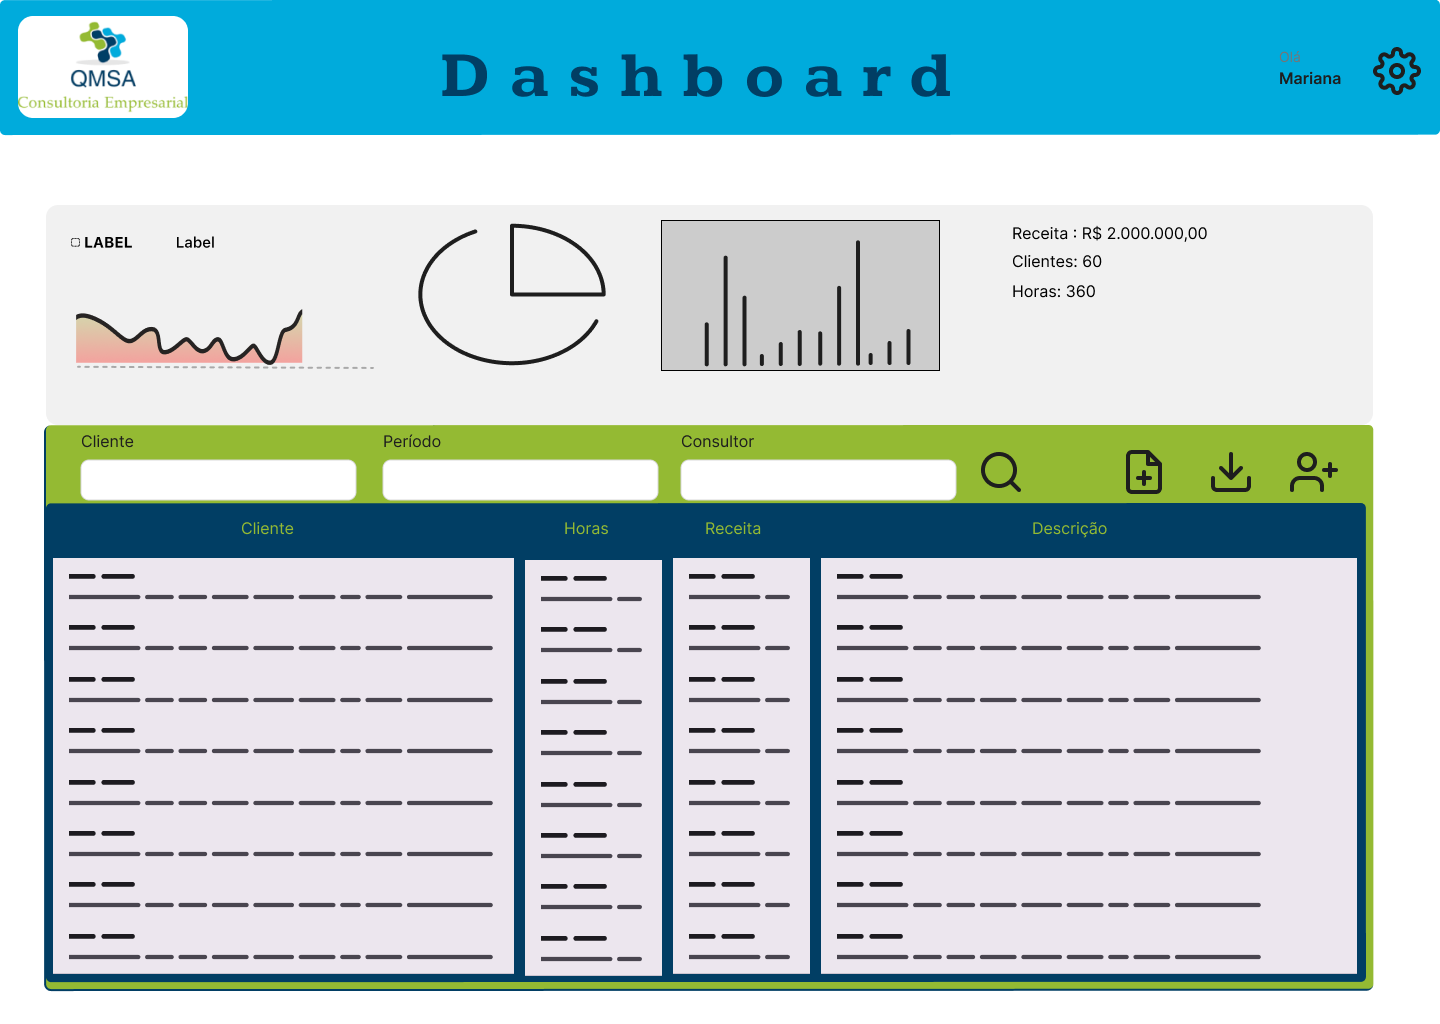 QMSA
Consultoria Empresarial
Dashboard
Olá
Mariana
LABEL Label
Receita : R$ 2.000.000,00
Clientes: 60
Horas: 360
Cliente Período Consultor
Cliente Horas Receita Descrição